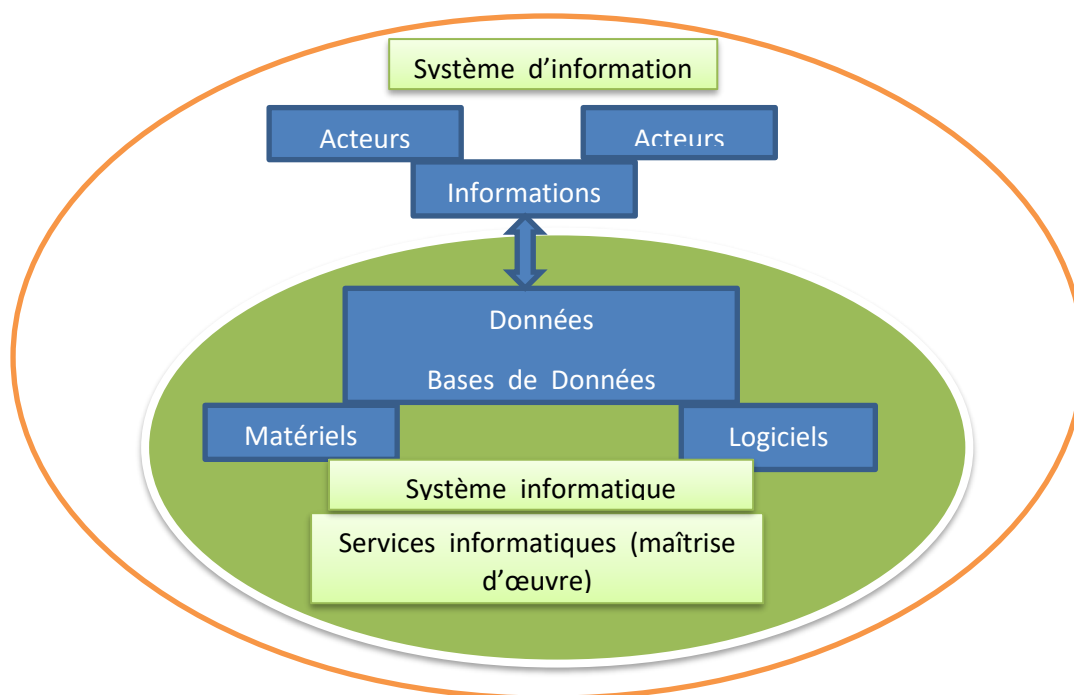 Système d’information
Acteurs
Acteurs
Informations
Données
Bases de Données
Matériels
Logiciels
Système informatique
Services informatiques (maîtrise
d’œuvre)